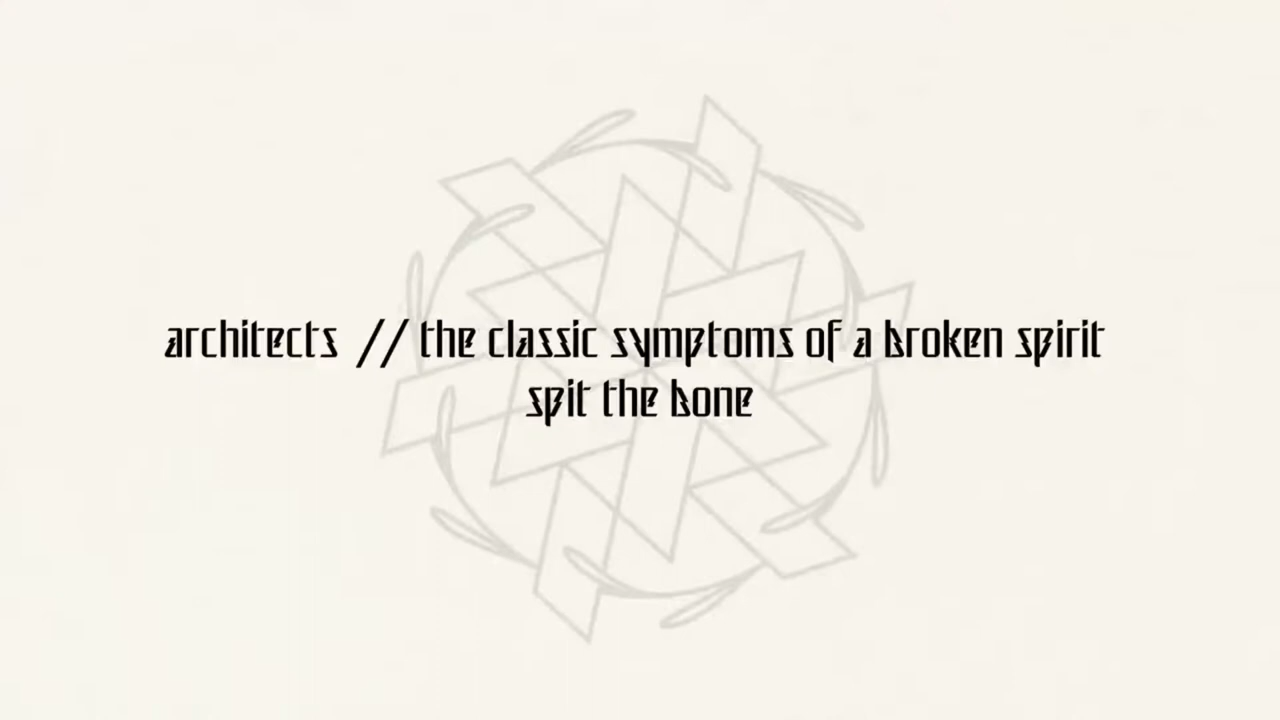 architects // the classic symptoms of a broken spirit
spit the bone